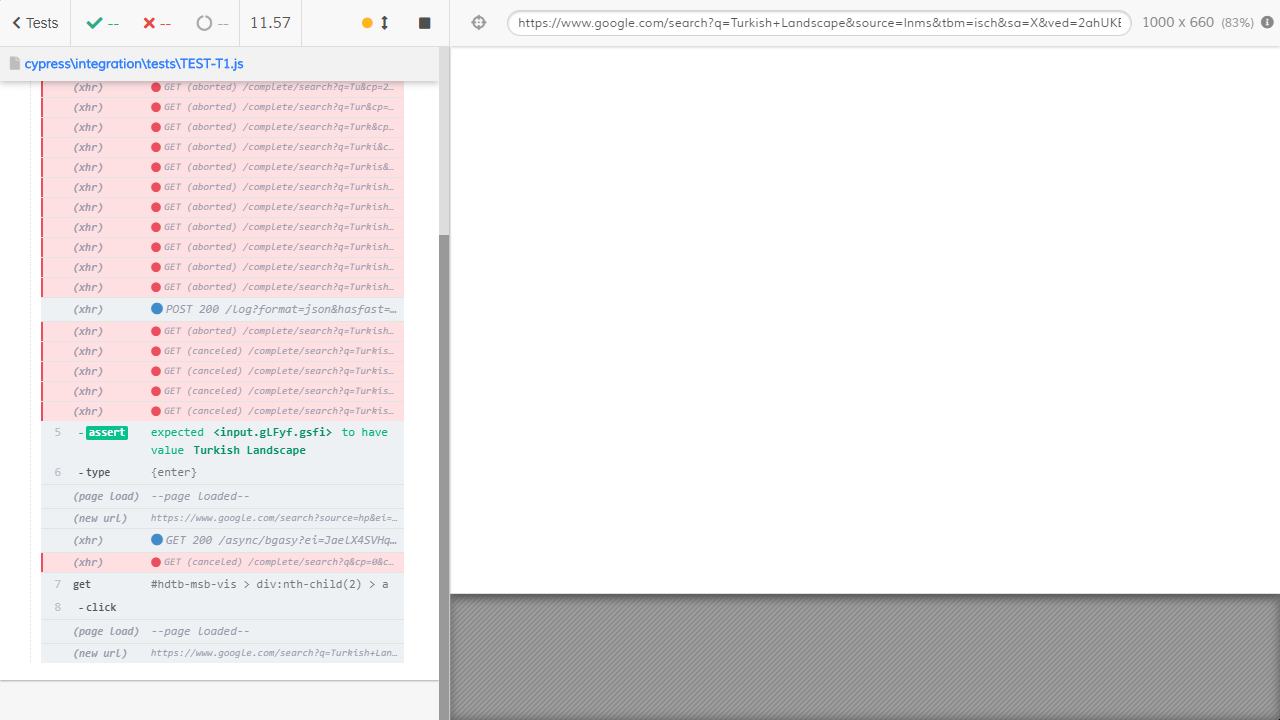 Tests -- -- -- 11.57
https://www.google.com/search?q=Turkish+Landscape&source=lnms&tbm=isch&sa=X&ved=2ahUKE
1000 x 660 (83%)
cypress\integration\tests\TEST-T1.js
(xhr) GET (aborted) /complete/search?q=Tu&cp=2…
(xhr) GET (aborted) /complete/search?q=Tur&cp=…
(xhr) GET (aborted) /complete/search?q=Turk&cp…
(xhr) GET (aborted) /complete/search?q=Turki&c…
(xhr) GET (aborted) /complete/search?q=Turkis&…
(xhr) GET (aborted) /complete/search?q=Turkish…
(xhr) GET (aborted) /complete/search?q=Turkish…
(xhr) GET (aborted) /complete/search?q=Turkish…
(xhr) GET (aborted) /complete/search?q=Turkish…
(xhr) GET (aborted) /complete/search?q=Turkish…
(xhr) GET (aborted) /complete/search?q=Turkish…
(xhr) POST 200 /log?format=json&hasfast=…
(xhr) GET (aborted) /complete/search?q=Turkish…
(xhr) GET (canceled) /complete/search?q=Turkis…
(xhr) GET (canceled) /complete/search?q=Turkis…
(xhr) GET (canceled) /complete/search?q=Turkis…
(xhr) GET (canceled) /complete/search?q=Turkis…
5 - assert expected <input.gLFyf.gsfi> to have
value Turkish Landscape
6 - type {enter}
(page load) --page loaded--
(new url) https://www.google.com/search?source=hp&ei=…
(xhr) GET 200 /async/bgasy?ei=JaeLX4SVHq…
(xhr) GET (canceled) /complete/search?q&cp=0&c…
7 get #hdtb-msb-vis > div:nth-child(2) > a
8 - click
(page load) --page loaded--
(new url) https://www.google.com/search?q=Turkish+Lan…